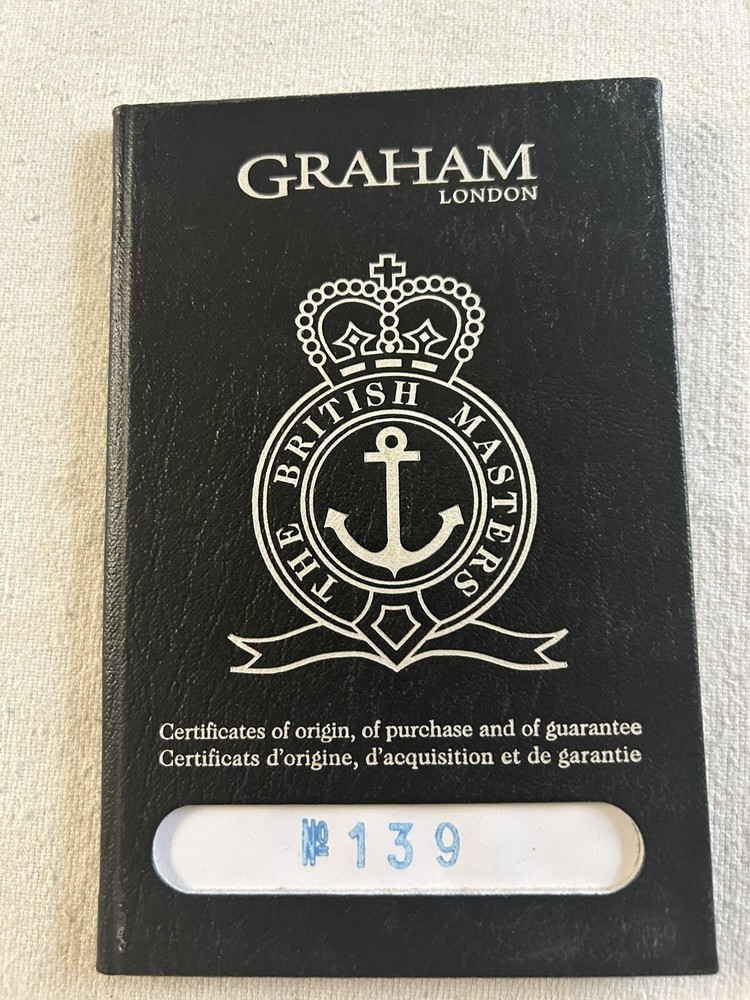 GRAHAM
LONDON
THE BRITISH MASTERS
Certificates of origin, of purchase and of guarantee
Certificats d'origine, d'acquisition et de garantie
Nº 139